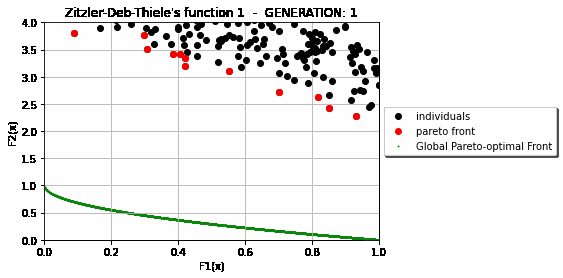 Zitzler-Deb-Thiele's function 1 - GENERATION: 1
4.0
3.5
3.0
2.5
2.0
1.5
1.0
0.5
0.0
F2(x)
0.0 0.2 0.4 0.6 0.8 1.0
F1(x)
individuals
pareto front
Global Pareto-optimal Front